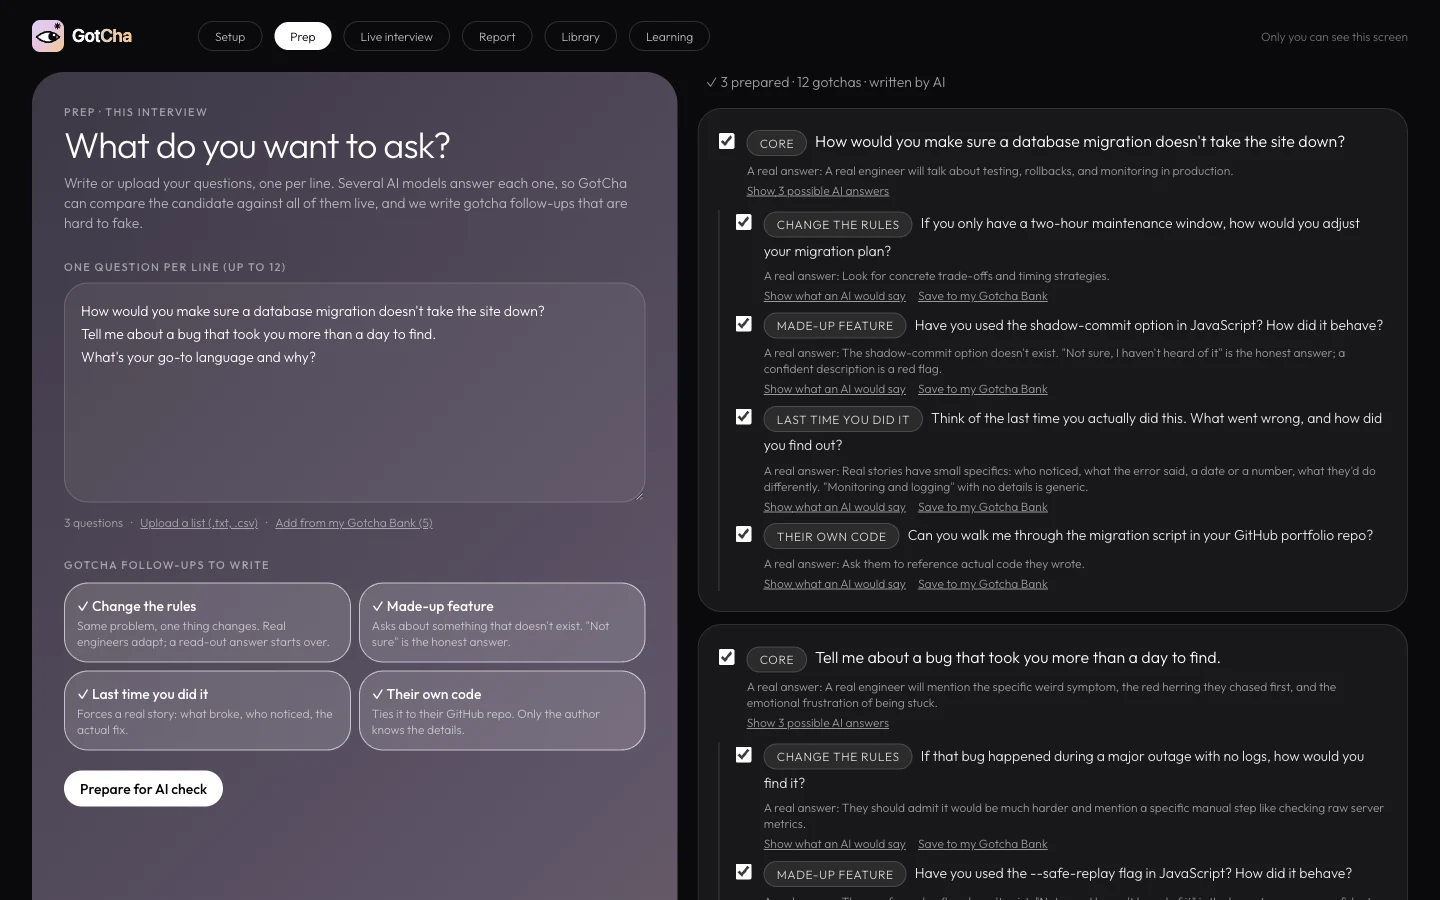 GotCha
Setup
Prep
Live interview
Report
Library
Learning
Only you can see this screen
PREP · THIS INTERVIEW
What do you want to ask?
Write or upload your questions, one per line. Several AI models answer each one, so GotCha
can compare the candidate against all of them live, and we write gotcha follow-ups that are
hard to fake.
ONE QUESTION PER LINE (UP TO 12)
How would you make sure a database migration doesn't take the site down?
Tell me about a bug that took you more than a day to find.
What's your go-to language and why?
3 questions · Upload a list (.txt, .csv) · Add from my Gotcha Bank (5)
GOTCHA FOLLOW-UPS TO WRITE
✓ Change the rules
Same problem, one thing changes. Real
engineers adapt; a read-out answer starts over.
✓ Made-up feature
Asks about something that doesn't exist. "Not
sure" is the honest answer.
✓ Last time you did it
Forces a real story: what broke, who noticed, the
actual fix.
✓ Their own code
Ties it to their GitHub repo. Only the author
knows the details.
Prepare for AI check
✓ 3 prepared · 12 gotchas · written by AI
CORE How would you make sure a database migration doesn't take the site down?
A real answer: A real engineer will talk about testing, rollbacks, and monitoring in production.
Show 3 possible AI answers
CHANGE THE RULES If you only have a two-hour maintenance window, how would you adjust
your migration plan?
A real answer: Look for concrete trade-offs and timing strategies.
Show what an AI would say Save to my Gotcha Bank
MADE-UP FEATURE Have you used the shadow-commit option in JavaScript? How did it behave?
A real answer: The shadow-commit option doesn't exist. "Not sure, I haven't heard of it" is the honest answer; a
confident description is a red flag.
Show what an AI would say Save to my Gotcha Bank
LAST TIME YOU DID IT Think of the last time you actually did this. What went wrong, and how did
you find out?
A real answer: Real stories have small specifics: who noticed, what the error said, a date or a number, what they'd do
differently. "Monitoring and logging" with no details is generic.
Show what an AI would say Save to my Gotcha Bank
THEIR OWN CODE Can you walk me through the migration script in your GitHub portfolio repo?
A real answer: Ask them to reference actual code they wrote.
Show what an AI would say Save to my Gotcha Bank
CORE Tell me about a bug that took you more than a day to find.
A real answer: A real engineer will mention the specific weird symptom, the red herring they chased first, and the
emotional frustration of being stuck.
Show 3 possible AI answers
CHANGE THE RULES If that bug happened during a major outage with no logs, how would you
find it?
A real answer: They should admit it would be much harder and mention a specific manual step like checking raw server
metrics.
Show what an AI would say Save to my Gotcha Bank
MADE-UP FEATURE Have you used the --safe-replay flag in JavaScript? How did it behave?